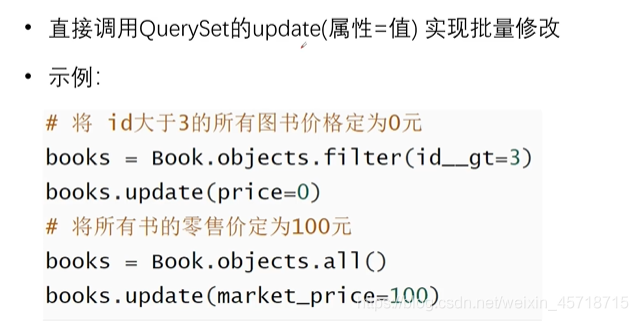 • 直接调用QuerySet的update(属性=值) 实现批量修改
• 示例：
# 将 id大于3的所有图书价格定为0元
books = Book.objects.filter(id__gt=3)
books.update(price=0)
# 将所有书的零售价定为100元
books = Book.objects.all()
books.update(market_price=100)
https://blog.csdn.net/weixin_45718715